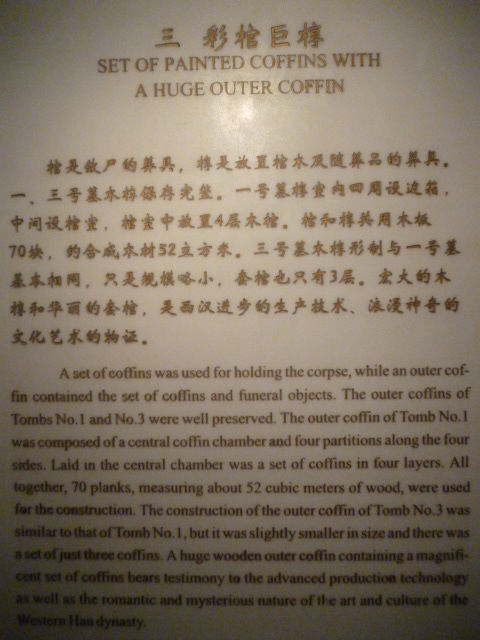 三 彩棺巨椁
SET OF PAINTED COFFINS WITH
A HUGE OUTER COFFIN
棺是敛尸的葬具，椁是放置棺木及随葬品的葬具。
一、三号墓木椁保存完整。一号墓椁室内四周设边箱，
中间设棺室，棺室中放置4层木棺。棺和椁共用木板
70块，约合成木材52立方米。三号墓木椁形制与一号墓
基本相同，只是规模略小，套棺也只有3层。宏大的木
椁和华丽的套棺，是西汉进步的生产技术、浪漫神奇的
文化艺术的物证。
A set of coffins was used for holding the corpse, while an outer cof-
fin contained the set of coffins and funeral objects. The outer coffins of
Tombs No.1 and No.3 were well preserved. The outer coffin of Tomb No.1
was composed of a central coffin chamber and four partitions along the four
sides. Laid in the central chamber was a set of coffins in four layers. All
together, 70 planks, measuring about 52 cubic meters of wood, were used
for the construction. The construction of the outer coffin of Tomb No.3 was
similar to that of Tomb No.1, but it was slightly smaller in size and there was
a set of just three coffins. A huge wooden outer coffin containing a magnifi-
cent set of coffins bears testimony to the advanced production technology
as well as the romantic and mysterious nature of the art and culture of the
Western Han dynasty.